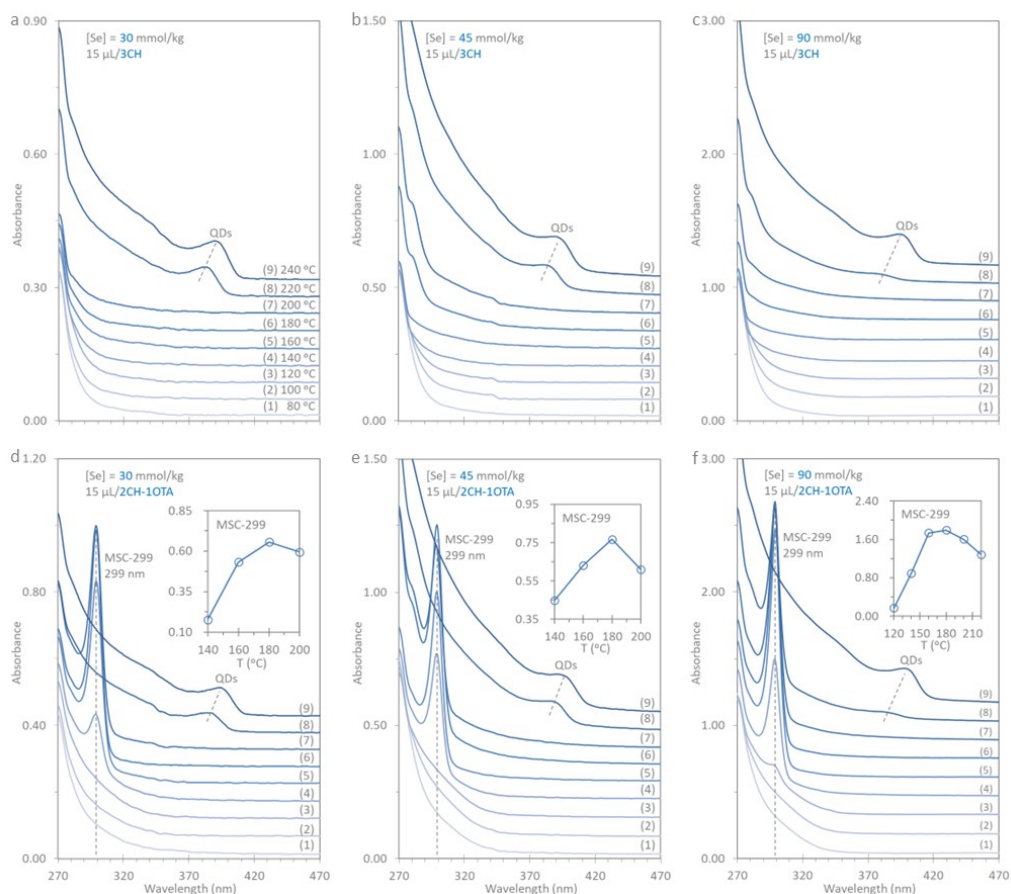 a
0.90
0.60
0.30
0.00
Absorbance
[Se] = 30 mmol/kg
15 µL/3CH
QDs
(9) 240 °C
(8) 220 °C
(7) 200 °C
(6) 180 °C
(5) 160 °C
(4) 140 °C
(3) 120 °C
(2) 100 °C
(1) 80 °C
b
1.50
1.00
0.50
0.00
Absorbance
[Se] = 45 mmol/kg
15 µL/3CH
QDs
(9)
(8)
(7)
(6)
(5)
(4)
(3)
(2)
(1)
270 320 370 420 470
c
3.00
2.00
1.00
0.00
Absorbance
[Se] = 90 mmol/kg
15 µL/3CH
QDs
(9)
(8)
(7)
(6)
(5)
(4)
(3)
(2)
(1)
d
1.20
0.80
0.40
0.00
Absorbance
[Se] = 30 mmol/kg
15 µL/2CH-1OTA
MSC-299
299 nm
0.85
0.60
0.35
0.10
MSC-299
140 160 180 200
T (°C)
QDs
(9)
(8)
(7)
(6)
(5)
(4)
(3)
(2)
(1)
270 320 370 420 470
Wavelength (nm)
e
1.50
1.00
0.50
0.00
Absorbance
[Se] = 45 mmol/kg
15 µL/2CH-1OTA
MSC-299
299 nm
0.95
0.75
0.55
0.35
MSC-299
140 160 180 200
T (°C)
QDs
(9)
(8)
(7)
(6)
(5)
(4)
(3)
(2)
(1)
270 320 370 420 470
Wavelength (nm)
f
3.00
2.00
1.00
0.00
Absorbance
[Se] = 90 mmol/kg
15 µL/2CH-1OTA
MSC-299
299 nm
2.40
1.80
1.20
0.60
0.00
MSC-299
120 150 180 210
T (°C)
QDs
(9)
(8)
(7)
(6)
(5)
(4)
(3)
(2)
(1)
270 320 370 420 470
Wavelength (nm)